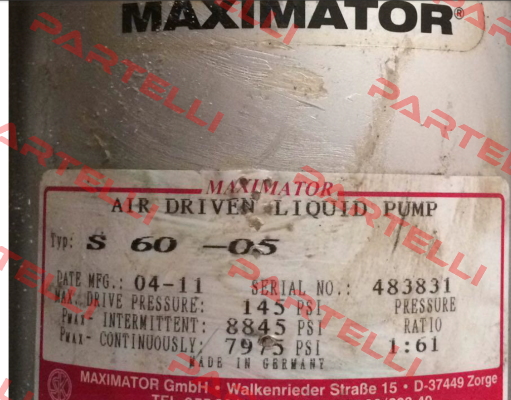 MAXIMATOR®
MAXIMATOR
AIR DRIVEN LIQUID PUMP
Typ: S 60 -05
DATE MFG.: 04-11 SERIAL NO.: 483831
MAX. DRIVE PRESSURE: 145 PSI PRESSURE
Pmax- INTERMITTENT: 8845 PSI RATIO
Pmax- CONTINUOUSLY: 7975 PSI 1:61
MADE IN GERMANY
MAXIMATOR GmbH • Walkenrieder Straße 15 • D-37449 Zorge
PARTELLI
PARTELLI
PARTELLI
PARTELLI
PARTELLI